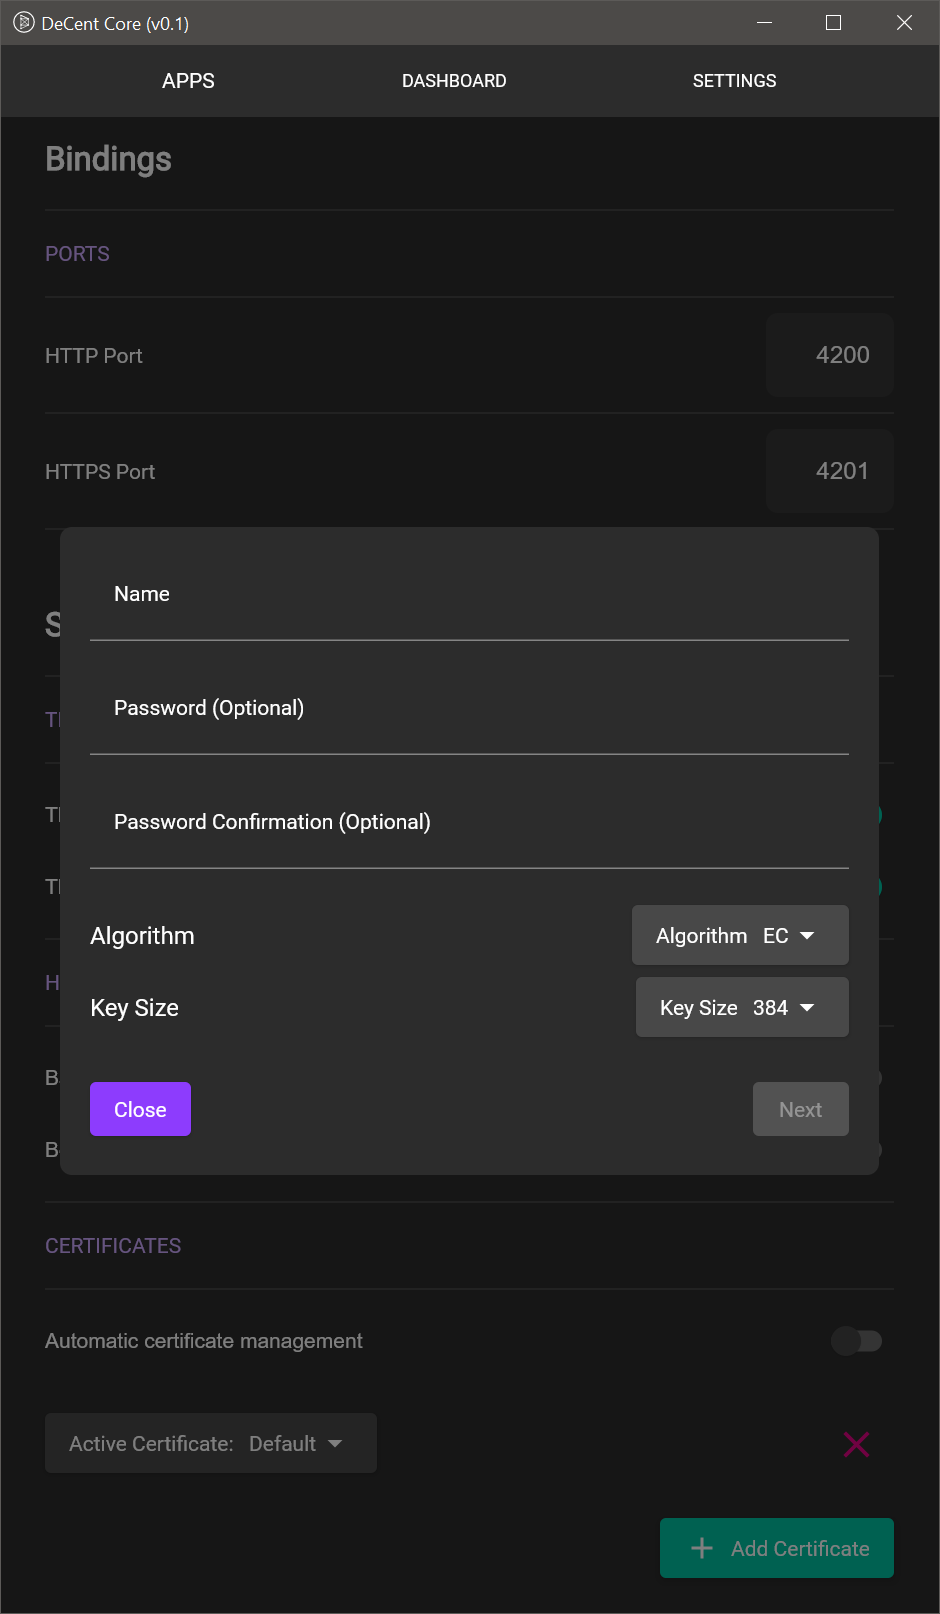 DeCent Core (v0.1)
APPS DASHBOARD SETTINGS
Bindings
PORTS
HTTP Port 4200
HTTPS Port 4201
Name
Password (Optional)
Password Confirmation (Optional)
Algorithm Algorithm EC
Key Size Key Size 384
Close Next
CERTIFICATES
Automatic certificate management
Active Certificate: Default
Add Certificate